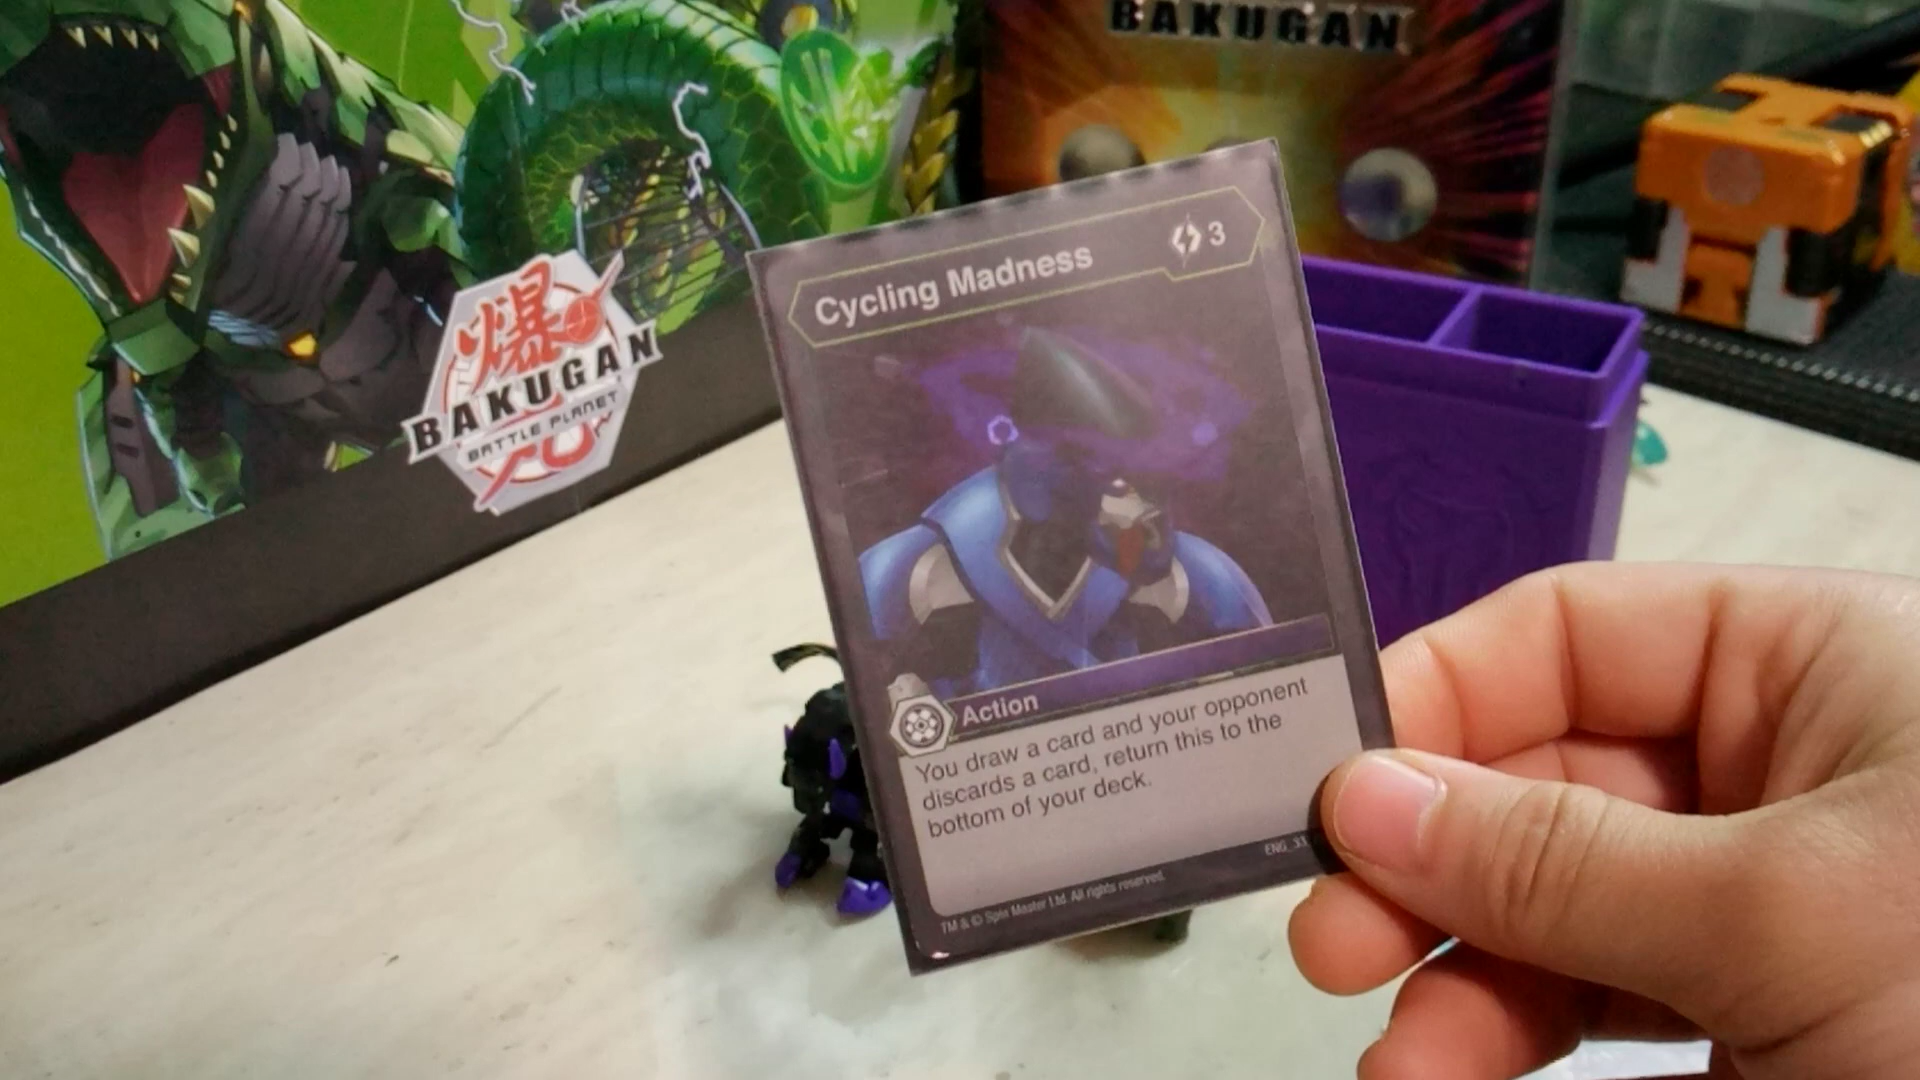 BAKUGAN
爆
BAKUGAN
BATTLE PLANET
Cycling Madness 3
Action
You draw a card and your opponent
discards a card, return this to the
bottom of your deck.
ENG_33
TM & © Spin Master Ltd. All rights reserved.